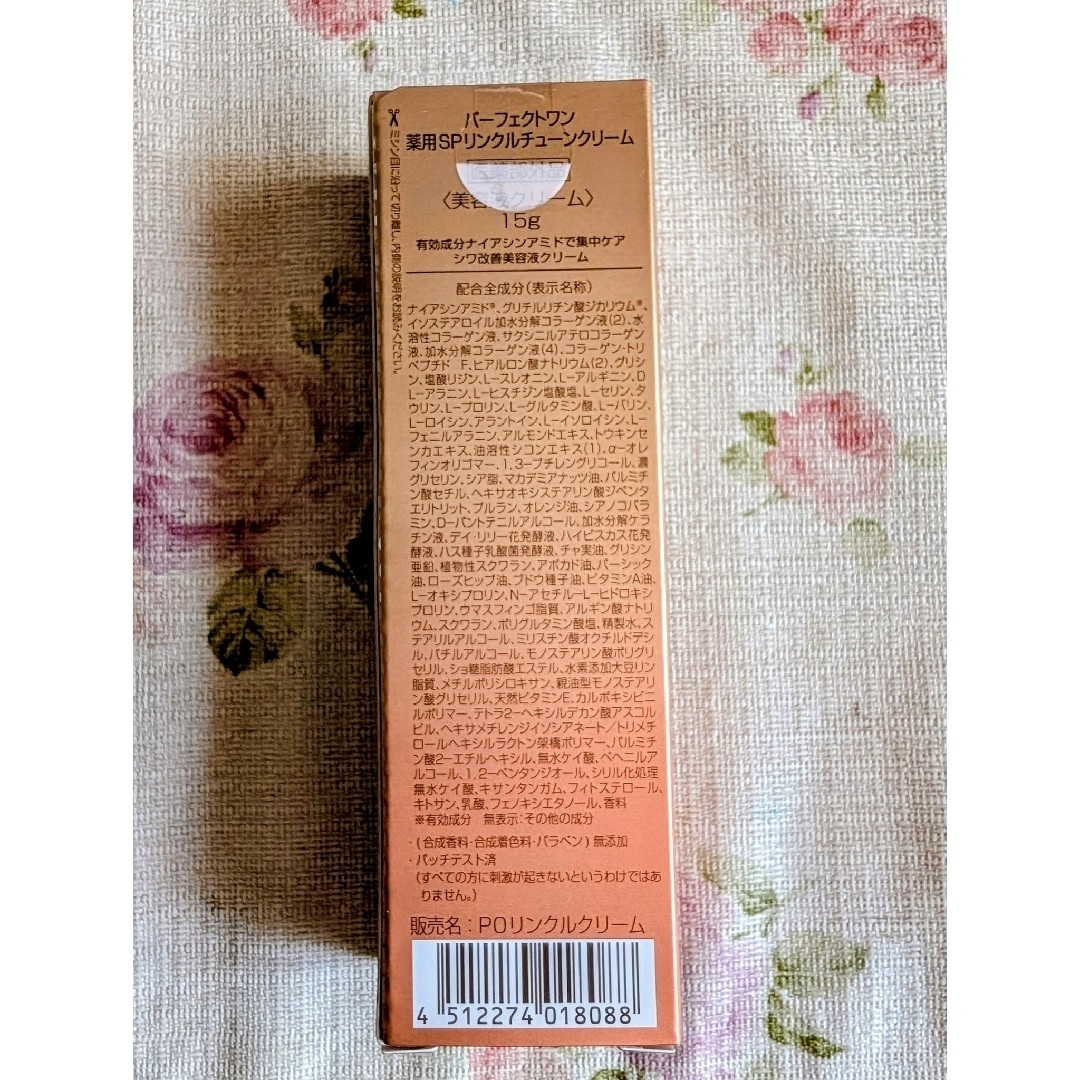 パーフェクトワン
薬用SPリンクルチューンクリーム
医薬部外品
〈美容液クリーム〉
15g
有効成分ナイアシンアミドで集中ケア
シワ改善美容液クリーム
配合全成分(表示名称)
ナイアシンアミド※、グリチルリチン酸ジカリウム※、
イソステアロイル加水分解コラーゲン液(2)、水
溶性コラーゲン液、サクシニルアテロコラーゲン
液、加水分解コラーゲン液(4)、コラーゲン・トリ
ペプチド F、ヒアルロン酸ナトリウム(2)、グリシ
ン、塩酸リジン、L-スレオニン、L-アルギニン、D
L-アラニン、L-ヒスチジン塩酸塩、L-セリン、タ
ウリン、L-プロリン、L-グルタミン酸、L-バリン、
L-ロイシン、アラントイン、L-イソロイシン、L-
フェニルアラニン、アルモンドエキス、トウキンセ
ンカエキス、油溶性シコンエキス(1)、α-オレ
フィンオリゴマー、1,3-ブチレングリコール、濃
グリセリン、シア脂、マカデミアナッツ油、パルミチ
ン酸セチル、ヘキサオキシステアリン酸ジペンタ
エリトリット、プルラン、オレンジ油、シアノコバラ
ミン、D-パントテニルアルコール、加水分解ケラ
チン液、デイ・リリー花発酵液、ハイビスカス花発
酵液、ハス種子乳酸菌発酵液、チャ実油、グリシン
亜鉛、植物性スクワラン、アボカド油、パーシック
油、ローズヒップ油、ブドウ種子油、ビタミンA油、
L-オキシプロリン、N-アセチル-L-ヒドロキシ
プロリン、ウマスフィンゴ脂質、アルギン酸ナトリ
ウム、スクワラン、ポリグルタミン酸塩、精製水、ス
テアリルアルコール、ミリスチン酸オクチルドデシ
ル、バチルアルコール、モノステアリン酸ポリグリ
セリル、ショ糖脂肪酸エステル、水素添加大豆リン
脂質、メチルポリシロキサン、親油型モノステアリ
ン酸グリセリル、天然ビタミンE、カルボキシビニ
ルポリマー、テトラ2-ヘキシルデカン酸アスコル
ビル、ヘキサメチレンジイソシアネート/トリメチ
ロールヘキシルラクトン架橋ポリマー、パルミチ
ン酸2-エチルヘキシル、無水ケイ酸、ベヘニルア
ルコール、1,2-ペンタンジオール、シリル化処理
無水ケイ酸、キサンタンガム、フィトステロール、
キトサン、乳酸、フェノキシエタノール、香料
※有効成分 無表示:その他の成分
・(合成香料・合成着色料・パラベン)無添加
・パッチテスト済
(すべての方に刺激が起きないというわけではあ
りません。)
販売名:POリンクルクリーム
4 512274 018088
ミシン目に沿って切り離し、内側の説明をお読みください。